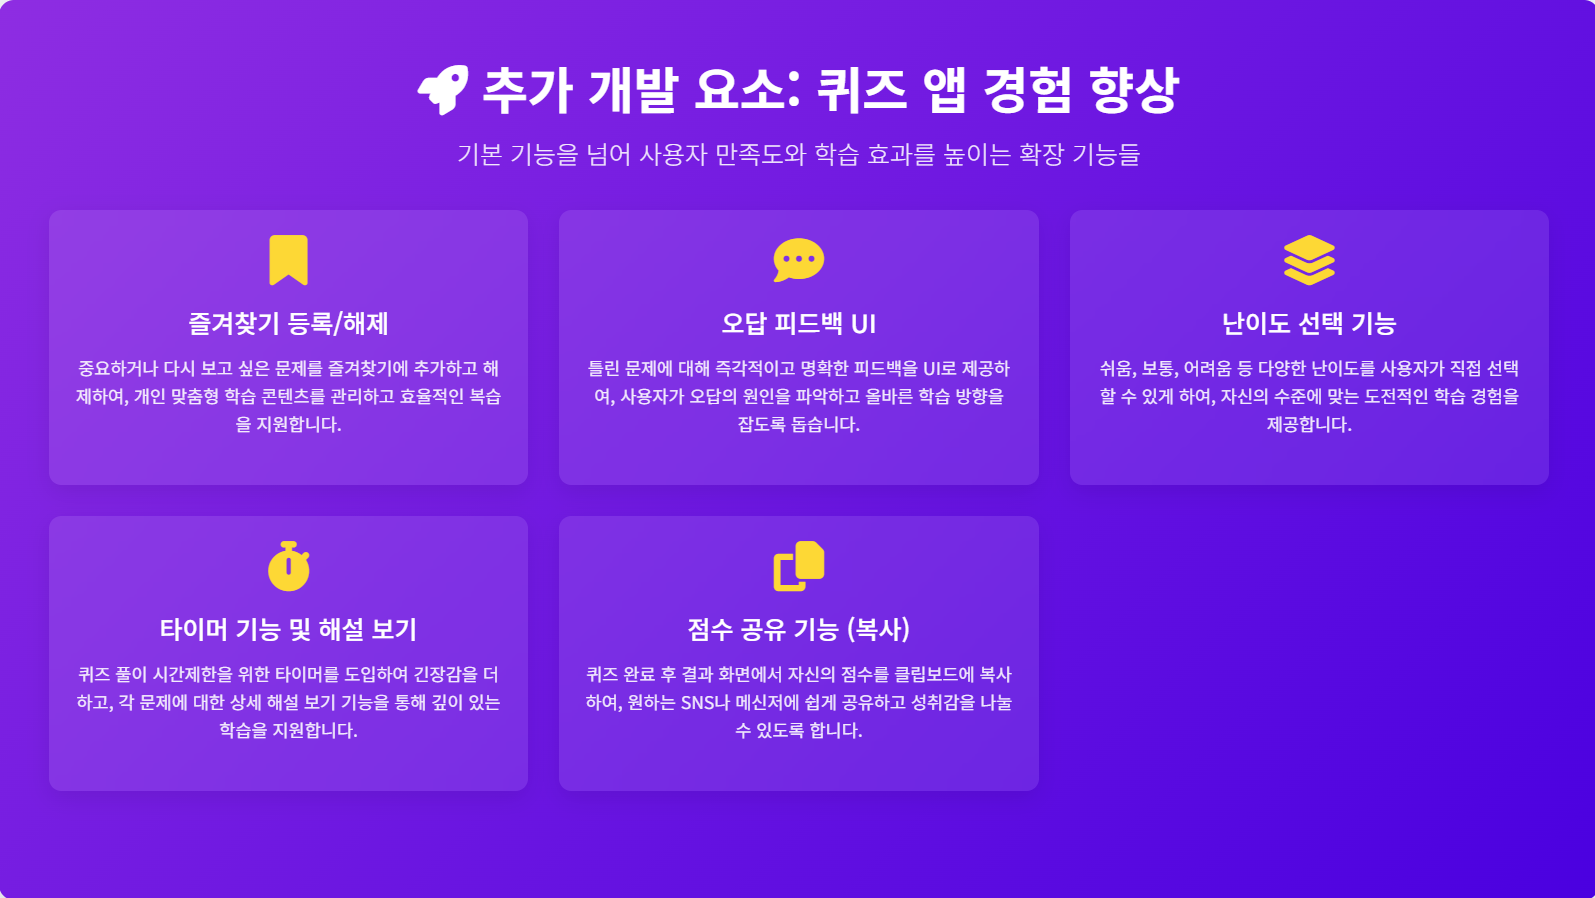 추가 개발 요소: 퀴즈 앱 경험 향상
기본 기능을 넘어 사용자 만족도와 학습 효과를 높이는 확장 기능들
즐겨찾기 등록/해제
중요하거나 다시 보고 싶은 문제를 즐겨찾기에 추가하고 해
제하여, 개인 맞춤형 학습 콘텐츠를 관리하고 효율적인 복습
을 지원합니다.
오답 피드백 UI
틀린 문제에 대해 즉각적이고 명확한 피드백을 UI로 제공하
여, 사용자가 오답의 원인을 파악하고 올바른 학습 방향을
잡도록 돕습니다.
난이도 선택 기능
쉬움, 보통, 어려움 등 다양한 난이도를 사용자가 직접 선택
할 수 있게 하여, 자신의 수준에 맞는 도전적인 학습 경험을
제공합니다.
타이머 기능 및 해설 보기
퀴즈 풀이 시간제한을 위한 타이머를 도입하여 긴장감을 더
하고, 각 문제에 대한 상세 해설 보기 기능을 통해 깊이 있는
학습을 지원합니다.
점수 공유 기능 (복사)
퀴즈 완료 후 결과 화면에서 자신의 점수를 클립보드에 복사
하여, 원하는 SNS나 메신저에 쉽게 공유하고 성취감을 나눌
수 있도록 합니다.